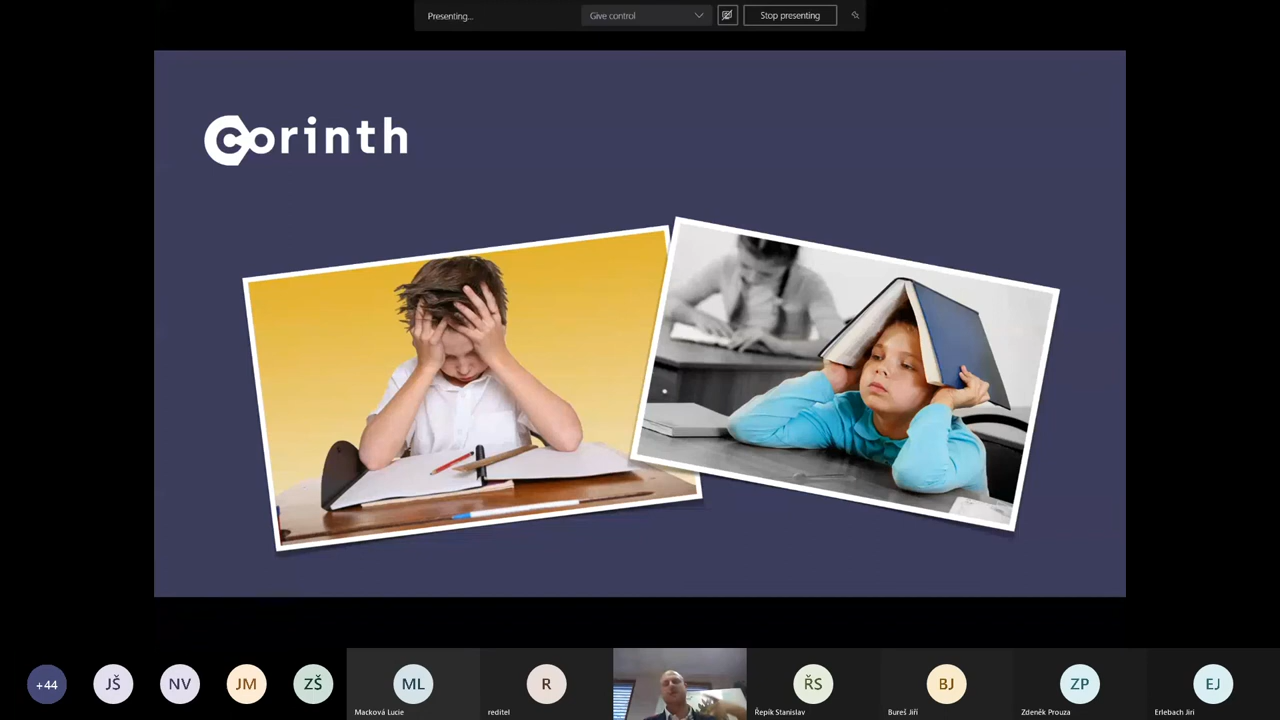 Presenting...
Give control
Stop presenting
Corinth
+44
JŠ
NV
JM
ZŠ
ML
R
ŘS
BJ
ZP
EJ
Macková Lucie
reditel
Řepík Stanislav
Bureš Jiří
Zdeněk Prouza
Erlebach Jiri